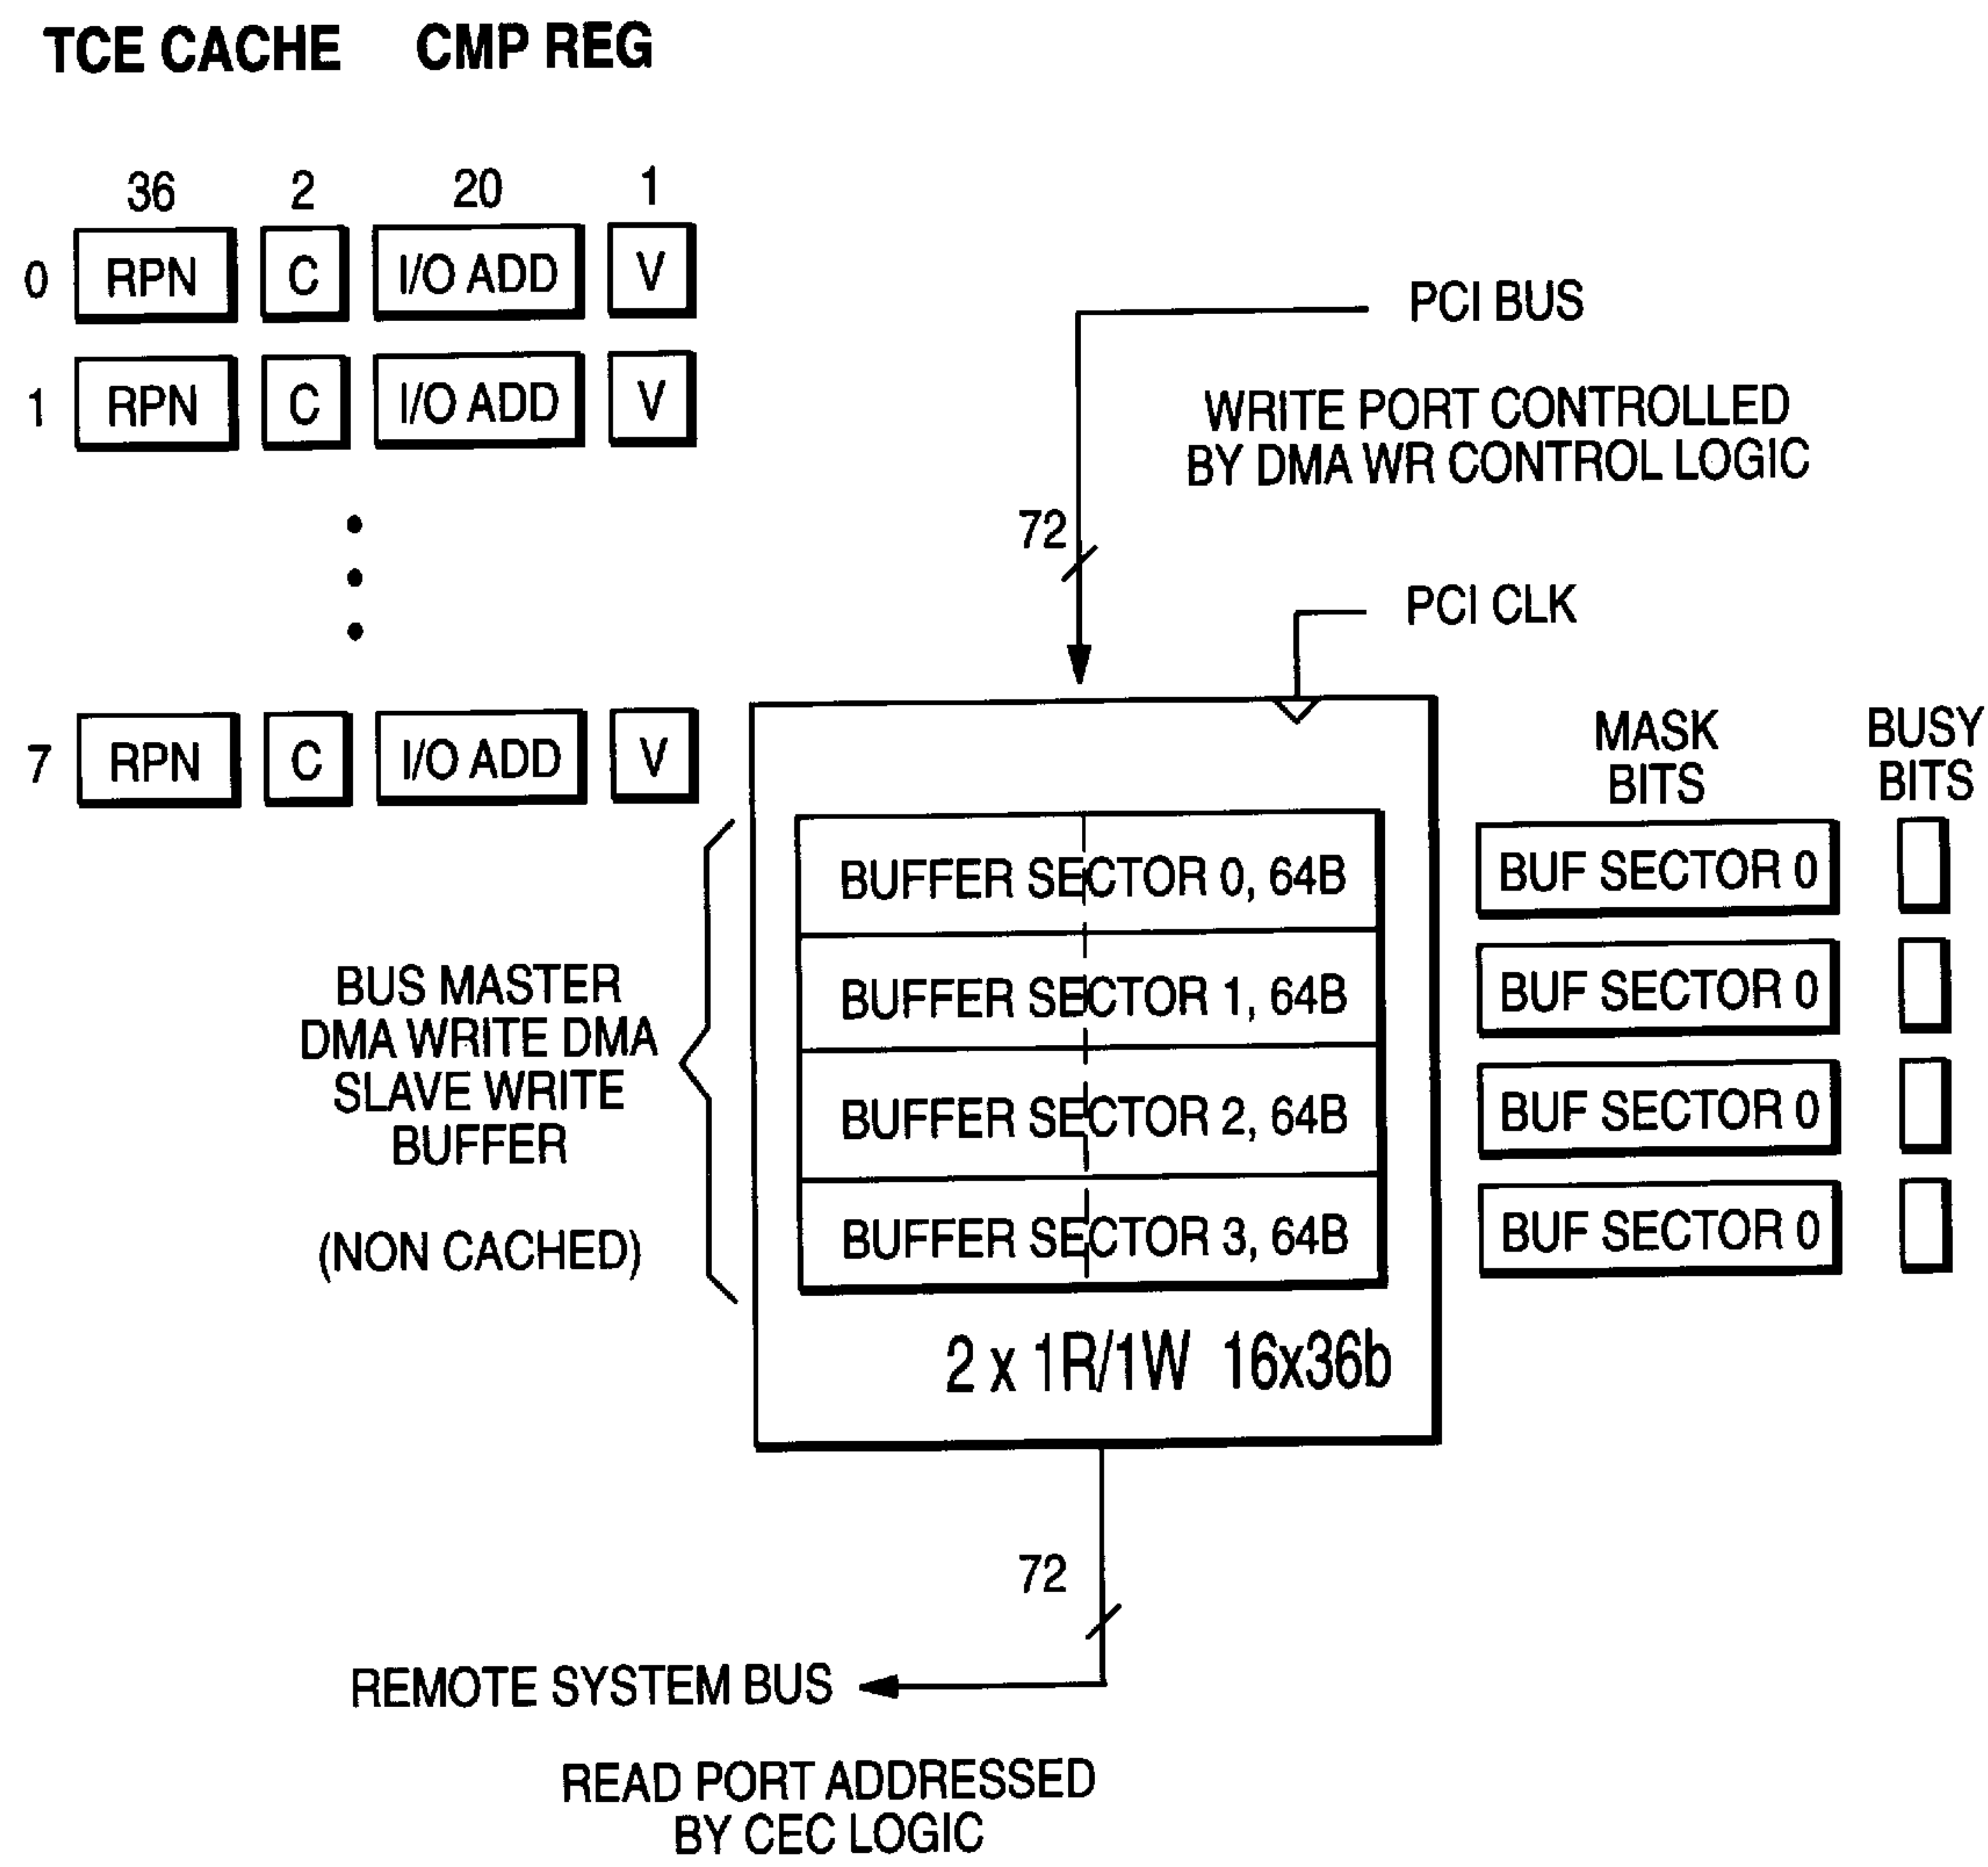 TCE CACHE CMP REG
36 2 20 1
0 RPN C I/O ADD V
1 RPN C I/O ADD V
7 RPN C I/O ADD V
PCI BUS
WRITE PORT CONTROLLED
BY DMA WR CONTROL LOGIC
72
PCI CLK
MASK
BITS
BUSY
BITS
BUS MASTER
DMA WRITE DMA
SLAVE WRITE
BUFFER
(NON CACHED)
BUFFER SECTOR 0, 64B
BUFFER SECTOR 1, 64B
BUFFER SECTOR 2, 64B
BUFFER SECTOR 3, 64B
2 x 1R/1W 16x36b
BUF SECTOR 0
BUF SECTOR 0
BUF SECTOR 0
BUF SECTOR 0
72
REMOTE SYSTEM BUS
READ PORT ADDRESSED
BY CEC LOGIC